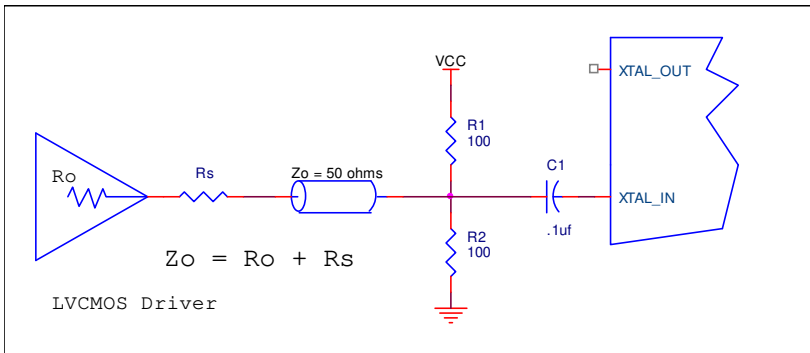 VCC
XTAL_OUT
R1
100
Ro
Rs
Zo = 50 ohms
C1
XTAL_IN
.1uf
R2
100
Zo = Ro + Rs
LVCMOS Driver